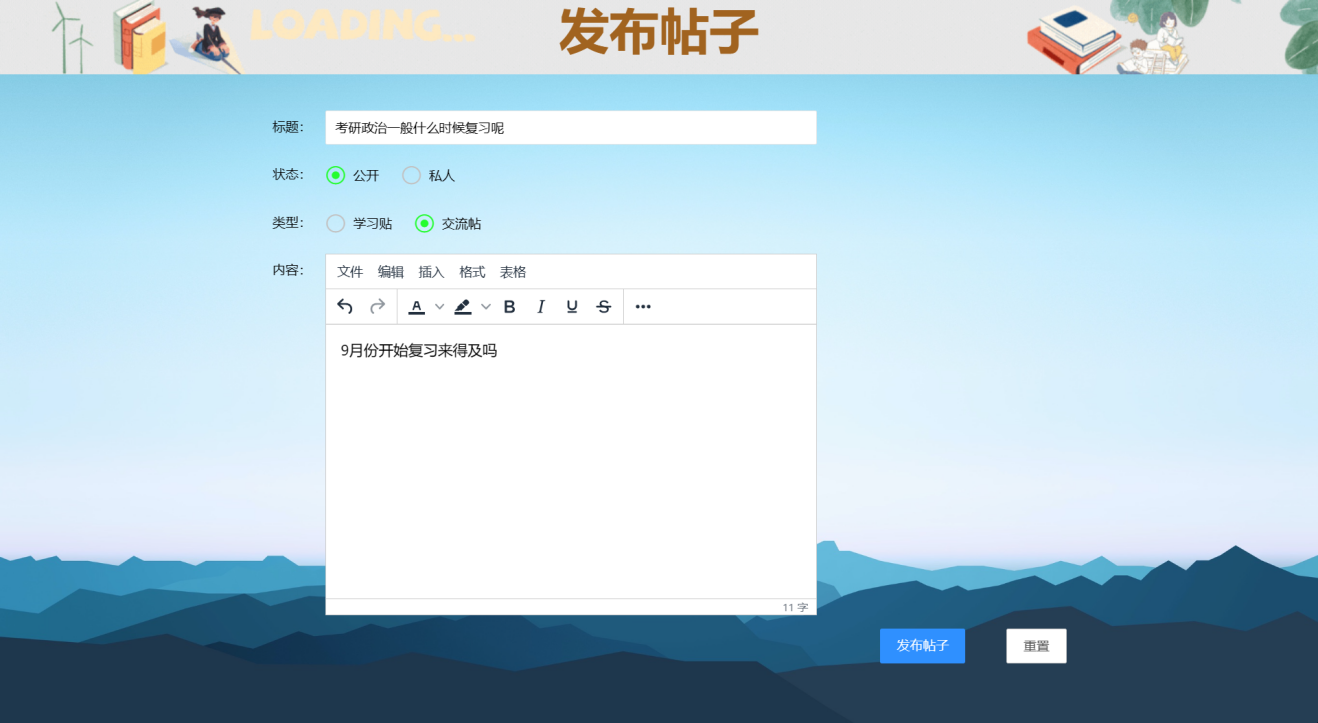 LOADING...
发布帖子
标题: 考研政治一般什么时候复习呢
状态: 公开 私人
类型: 学习贴 交流帖
内容: 文件 编辑 插入 格式 表格
A B I U S ...
9月份开始复习来得及吗
11 字
发布帖子 重置